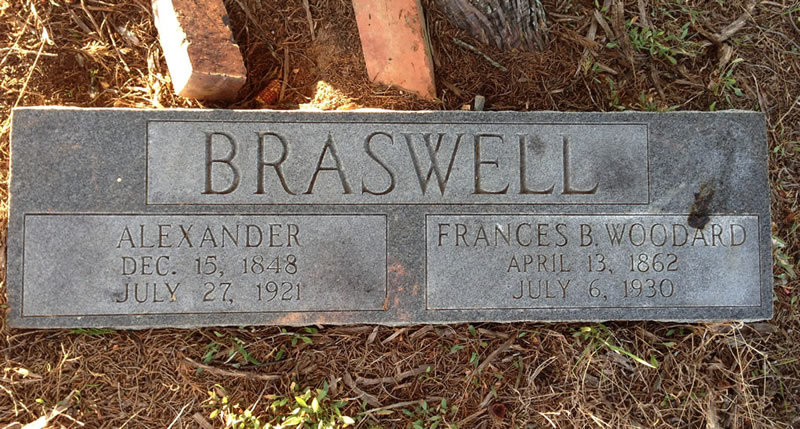 BRASWELL
ALEXANDER
DEC. 15, 1848
JULY 27, 1921
FRANCES B. WOODARD
APRIL 13, 1862
JULY 6, 1930